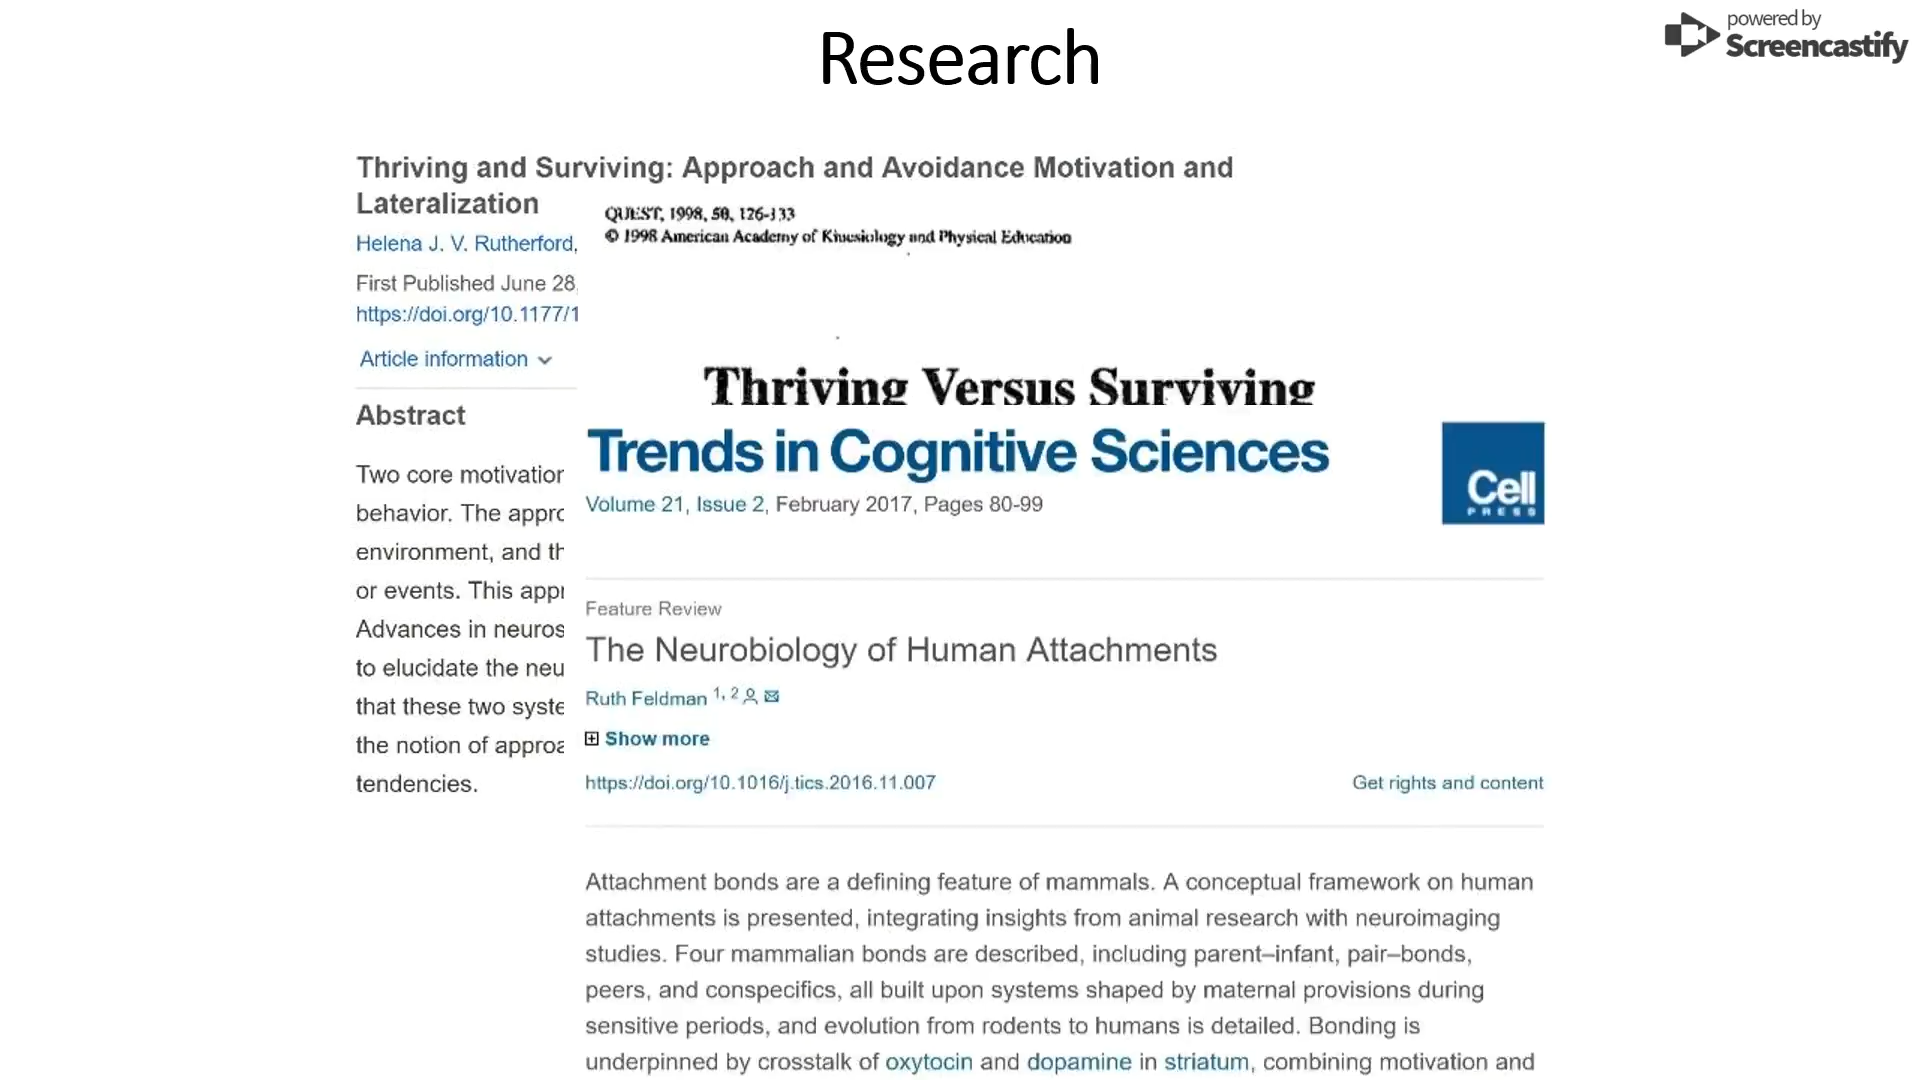 Research
powered by
Screencastify
Thriving and Surviving: Approach and Avoidance Motivation and
Lateralization
Helena J. V. Rutherford,
First Published June 28,
https://doi.org/10.1177/1
Article information
Abstract
Two core motivation
behavior. The appro
environment, and th
or events. This appr
Advances in neuros
to elucidate the neu
that these two syste
the notion of approa
tendencies.
QUEST, 1998, 50, 126-133
© 1998 American Academy of Kinesiology and Physical Education
Thriving Versus Surviving
Trends in Cognitive Sciences
Volume 21, Issue 2, February 2017, Pages 80-99
Cell
PRESS
Feature Review
The Neurobiology of Human Attachments
Ruth Feldman 1, 2
Show more
https://doi.org/10.1016/j.tics.2016.11.007
Get rights and content
Attachment bonds are a defining feature of mammals. A conceptual framework on human
attachments is presented, integrating insights from animal research with neuroimaging
studies. Four mammalian bonds are described, including parent–infant, pair–bonds,
peers, and conspecifics, all built upon systems shaped by maternal provisions during
sensitive periods, and evolution from rodents to humans is detailed. Bonding is
underpinned by crosstalk of oxytocin and dopamine in striatum, combining motivation and